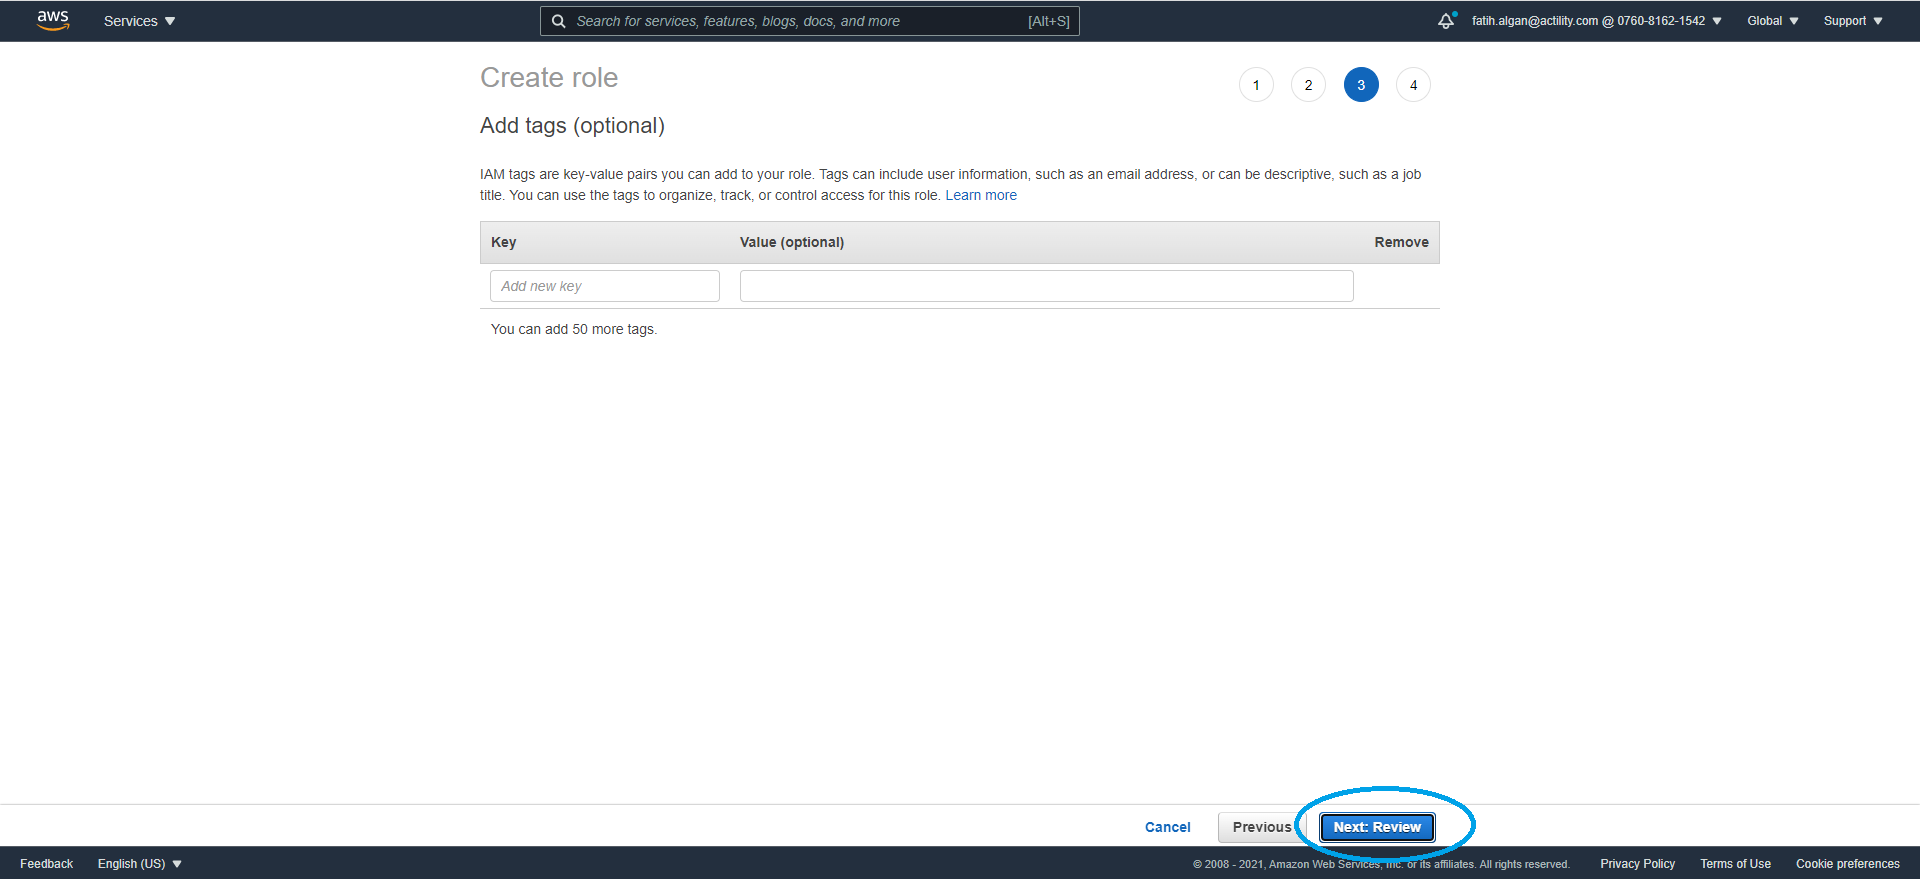 aws Services Search for services, features, blogs, docs, and more [Alt+S] fatih.algan@actility.com @ 0760-8162-1542 Global Support
Create role 1 2 3 4
Add tags (optional)
IAM tags are key-value pairs you can add to your role. Tags can include user information, such as an email address, or can be descriptive, such as a job
title. You can use the tags to organize, track, or control access for this role. Learn more
Key Value (optional) Remove
Add new key
You can add 50 more tags.
Cancel Previous Next: Review
Feedback English (US) © 2008 - 2021, Amazon Web Services, Inc. or its affiliates. All rights reserved. Privacy Policy Terms of Use Cookie preferences